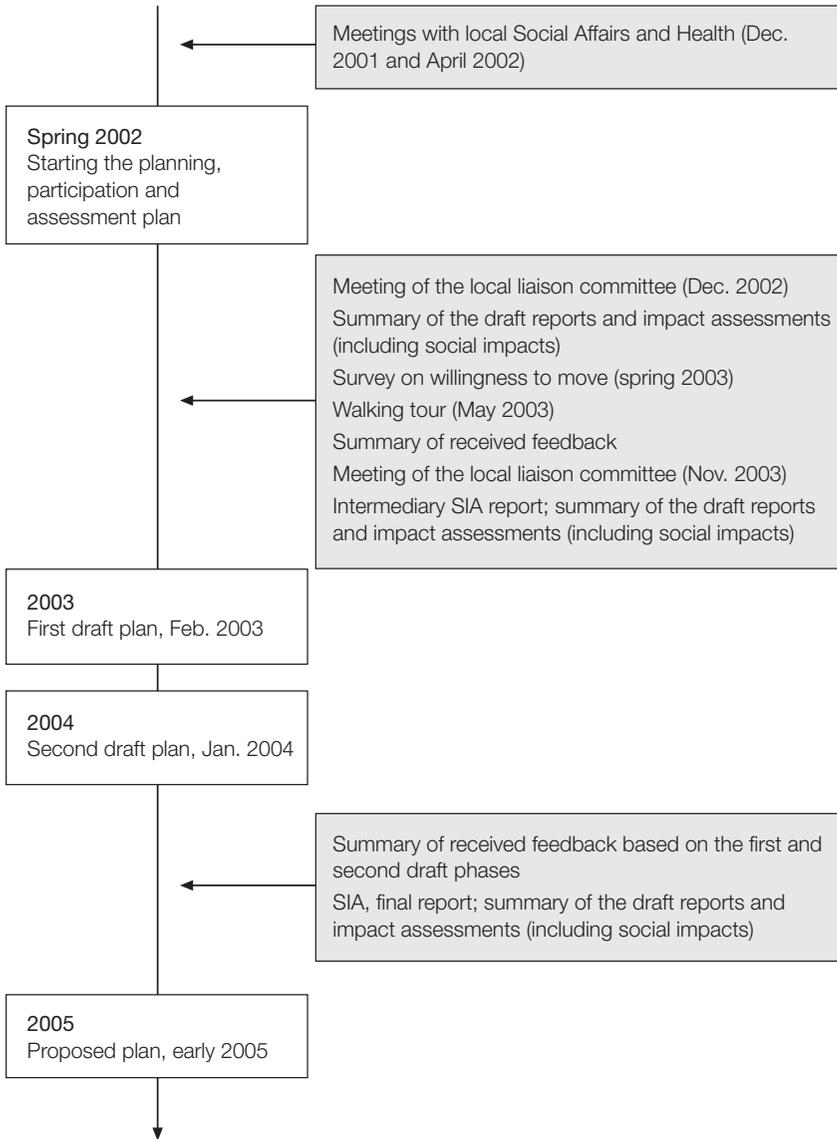 Meetings with local Social Affairs and Health (Dec.
2001 and April 2002)
Spring 2002
Starting the planning,
participation and
assessment plan
Meeting of the local liaison committee (Dec. 2002)
Summary of the draft reports and impact assessments
(including social impacts)
Survey on willingness to move (spring 2003)
Walking tour (May 2003)
Summary of received feedback
Meeting of the local liaison committee (Nov. 2003)
Intermediary SIA report; summary of the draft reports
and impact assessments (including social impacts)
2003
First draft plan, Feb. 2003
2004
Second draft plan, Jan. 2004
Summary of received feedback based on the first and
second draft phases
SIA, final report; summary of the draft reports and
impact assessments (including social impacts)
2005
Proposed plan, early 2005